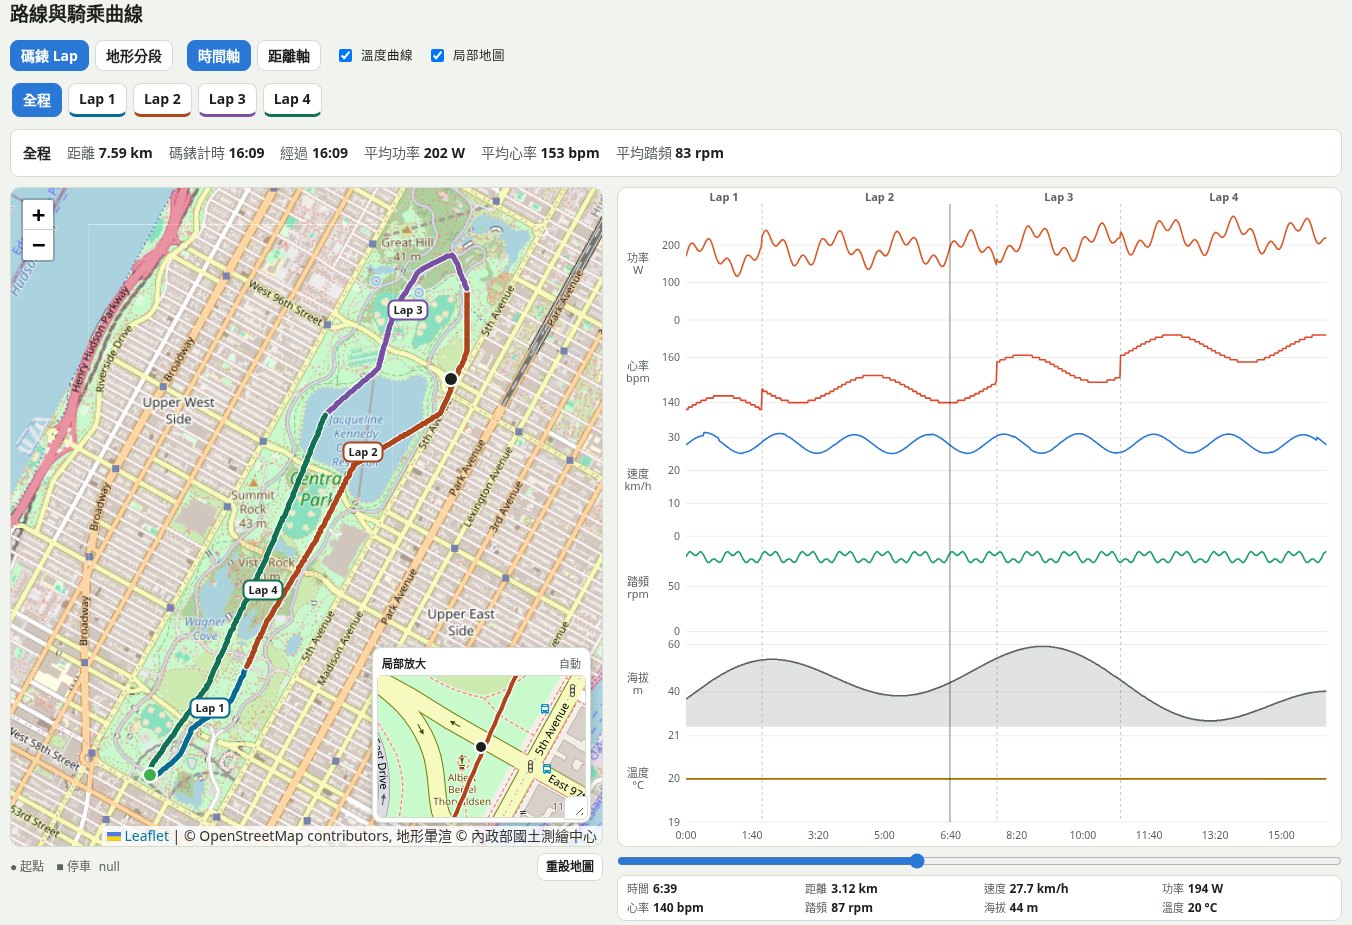 路線與騎乘曲線
碼錶 Lap
地形分段
時間軸
距離軸
溫度曲線
局部地圖
全程
Lap 1
Lap 2
Lap 3
Lap 4
全程 距離 7.59 km 碼錶計時 16:09 經過 16:09 平均功率 202 W 平均心率 153 bpm 平均踏頻 83 rpm
+
−
Great Hill
41 m
West 96th Street
Henry Hudson Parkway
Riverside Drive
Broadway
5th Avenue
Park Avenue
Lap 3
Upper West
Side
Jacqueline
Kennedy
Lap 2
Central
Park
Summit
Rock
43 m
Broadway
Park Avenue
Lexington Avenue
3rd Avenue
Lap 4
Wagner
Cove
Broadway
Park Avenue
5th Avenue
Madison Avenue
Upper East
Side
Lap 1
West 58th Street
53rd Street
局部放大
自動
5th Avenue
East 97
East Drive
Thorvaldsen
11
Leaflet | © OpenStreetMap contributors, 地形暈渲 © 內政部國土測繪中心
● 起點 ■ 停車 null
重設地圖
Lap 1
Lap 2
Lap 3
Lap 4
功率
W
200
100
0
心率
bpm
160
140
速度
km/h
30
20
10
0
踏頻
rpm
50
0
海拔
m
60
40
21
溫度
°C
20
19
0:00
1:40
3:20
5:00
6:40
8:20
10:00
11:40
13:20
15:00
時間 6:39
距離 3.12 km
速度 27.7 km/h
功率 194 W
心率 140 bpm
踏頻 87 rpm
海拔 44 m
溫度 20 °C